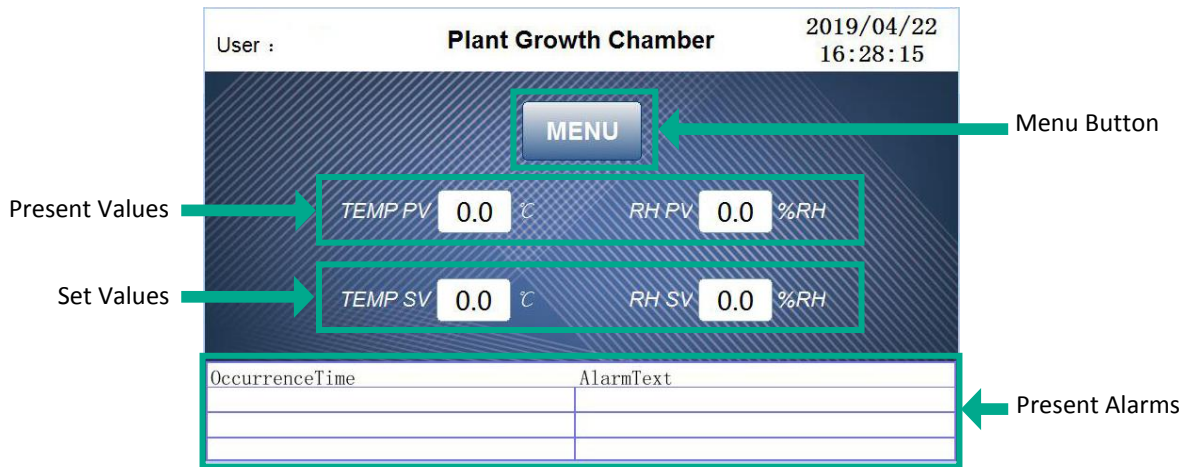 User :
Plant Growth Chamber
2019/04/22
16:28:15
MENU
Menu Button
Present Values
TEMP PV 0.0 ℃ RH PV 0.0 %RH
Set Values
TEMP SV 0.0 ℃ RH SV 0.0 %RH
OccurrenceTime AlarmText
Present Alarms